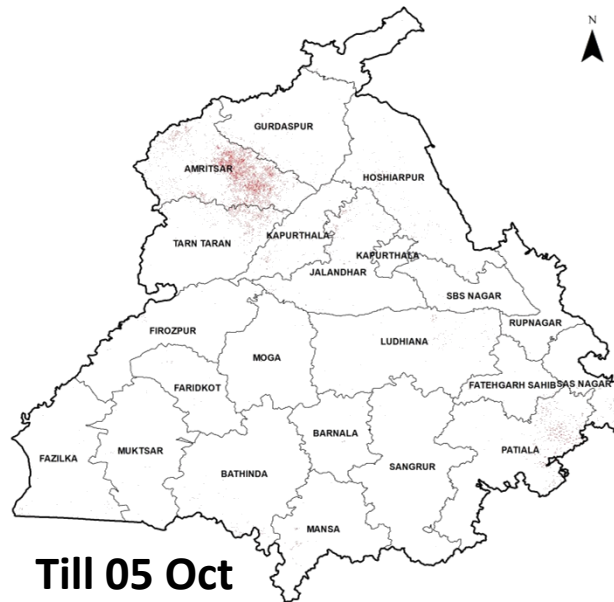 N
GURDASPUR
AMRITSAR
HOSHIARPUR
TARN TARAN
KAPURTHALA
KAPURTHALA
JALANDHAR
SBS NAGAR
RUPNAGAR
FIROZPUR
LUDHIANA
MOGA
FARIDKOT
FATEHGARH SAHIB
SAS NAGAR
BARNALA
MUKTSAR
PATIALA
FAZILKA
SANGRUR
BATHINDA
MANSA
Till 05 Oct